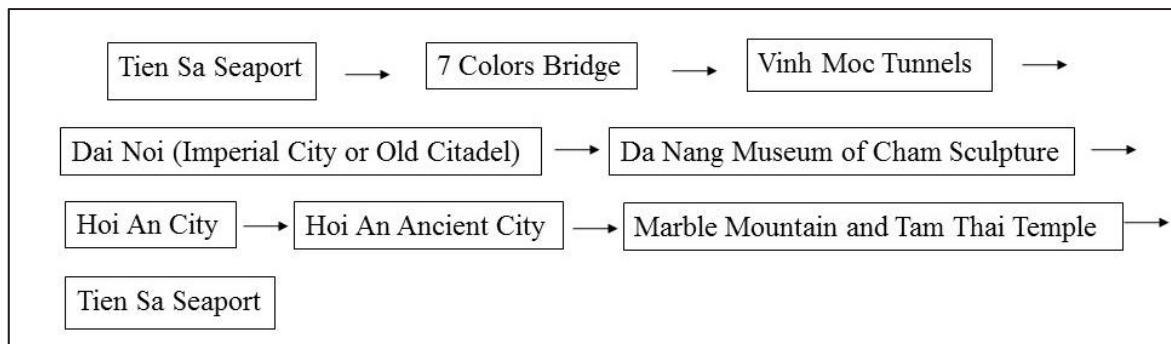 Tien Sa Seaport → 7 Colors Bridge → Vinh Moc Tunnels →
Dai Noi (Imperial City or Old Citadel) → Da Nang Museum of Cham Sculpture →
Hoi An City → Hoi An Ancient City → Marble Mountain and Tam Thai Temple →
Tien Sa Seaport